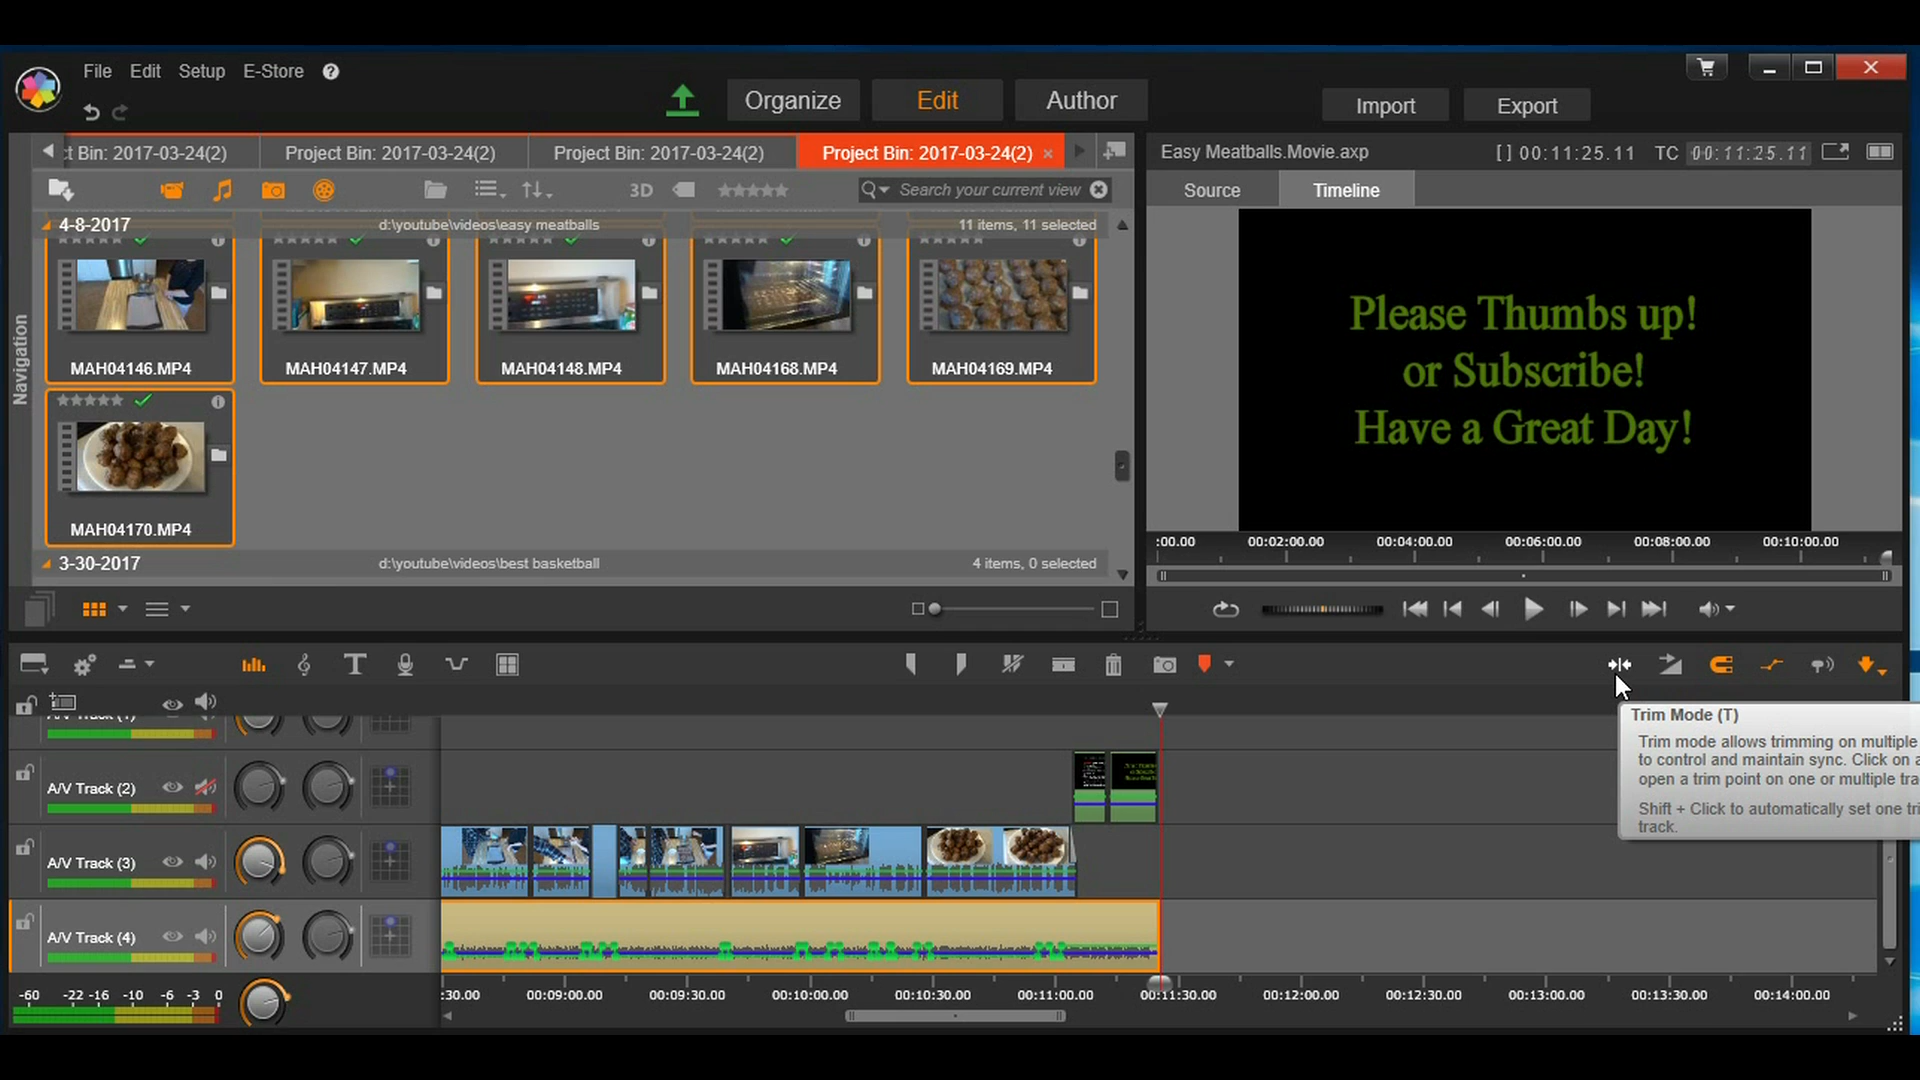 File Edit Setup E-Store ?
Organize Edit Author
Import Export
ct Bin: 2017-03-24(2) Project Bin: 2017-03-24(2) Project Bin: 2017-03-24(2) Project Bin: 2017-03-24(2) ×
Easy Meatballs.Movie.axp [ ] 00:11:25.11 TC 00:11:25.11
3D Search your current view
Source Timeline
4-8-2017 d:\youtube\videos\easy meatballs 11 items, 11 selected
MAH04146.MP4 MAH04147.MP4 MAH04148.MP4 MAH04168.MP4 MAH04169.MP4
MAH04170.MP4
3-30-2017 d:\youtube\videos\best basketball 4 items, 0 selected
Navigation
Please Thumbs up!
or Subscribe!
Have a Great Day!
:00.00 00:02:00.00 00:04:00.00 00:06:00.00 00:08:00.00 00:10:00.00
Trim Mode (T)
Trim mode allows trimming on multiple
to control and maintain sync. Click on a
open a trim point on one or multiple tra
Shift + Click to automatically set one tri
track.
A/V Track (1)
A/V Track (2)
A/V Track (3)
A/V Track (4)
-60 -22 -16 -10 -6 -3 0
:30.00 00:09:00.00 00:09:30.00 00:10:00.00 00:10:30.00 00:11:00.00 00:11:30.00 00:12:00.00 00:12:30.00 00:13:00.00 00:13:30.00 00:14:00.00